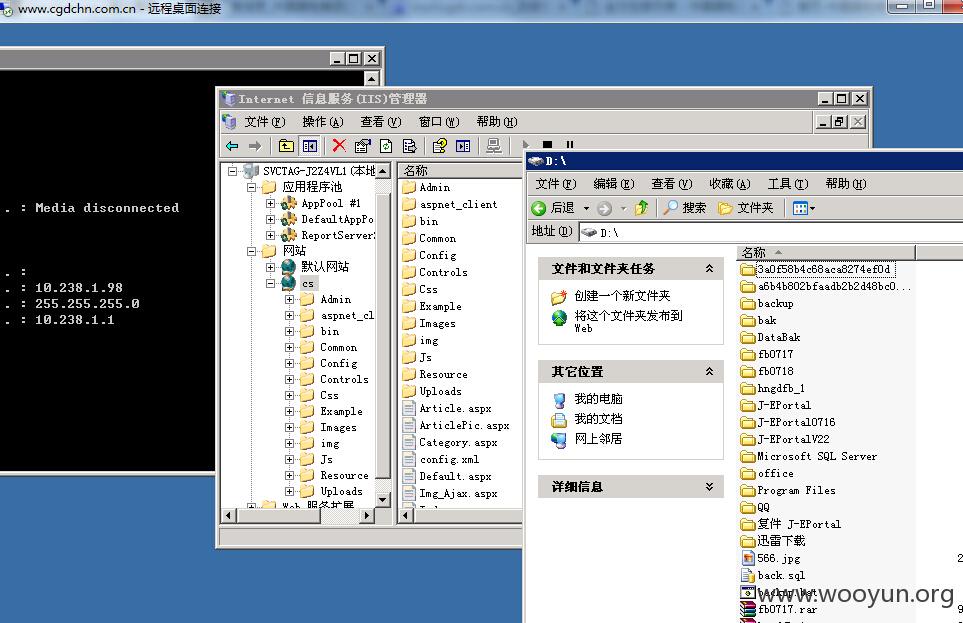 www.cgdchn.com.cn - 远程桌面连接
. : Media disconnected
. :
. : 10.238.1.98
. : 255.255.255.0
. : 10.238.1.1
Internet 信息服务(IIS)管理器
文件(F) 操作(A) 查看(V) 窗口(W) 帮助(H)
SVCTAG-J2Z4VL1 (本地
应用程序池
AppPool #1
DefaultAppPo
ReportServer
网站
默认网站
cs
Admin
aspnet_cl
bin
Common
Config
Controls
Css
Example
Images
img
Js
Resource
Uploads
Web 服务扩展
名称
Admin
aspnet_client
bin
Common
Config
Controls
Css
Example
Images
img
Js
Resource
Uploads
Article.aspx
ArticlePic.aspx
Category.aspx
config.xml
Default.aspx
Img_Ajax.aspx
D:\
文件(F) 编辑(E) 查看(V) 收藏(A) 工具(T) 帮助(H)
后退 搜索 文件夹
地址(D) D:\
文件和文件夹任务
创建一个新文件夹
将这个文件夹发布到
Web
其它位置
我的电脑
我的文档
网上邻居
详细信息
名称
3a0f58b4c68aca8274ef0d
a6b4b802bfaadb2b2d48bc0...
backup
bak
DataBak
fb0717
fb0718
hngdfb_1
J-EPortal
J-EPortal0716
J-EPortalV22
Microsoft SQL Server
office
Program Files
QQ
复件 J-EPortal
迅雷下载
566.jpg
back.sql
backup.bat
fb0717.rar
www.wooyun.org